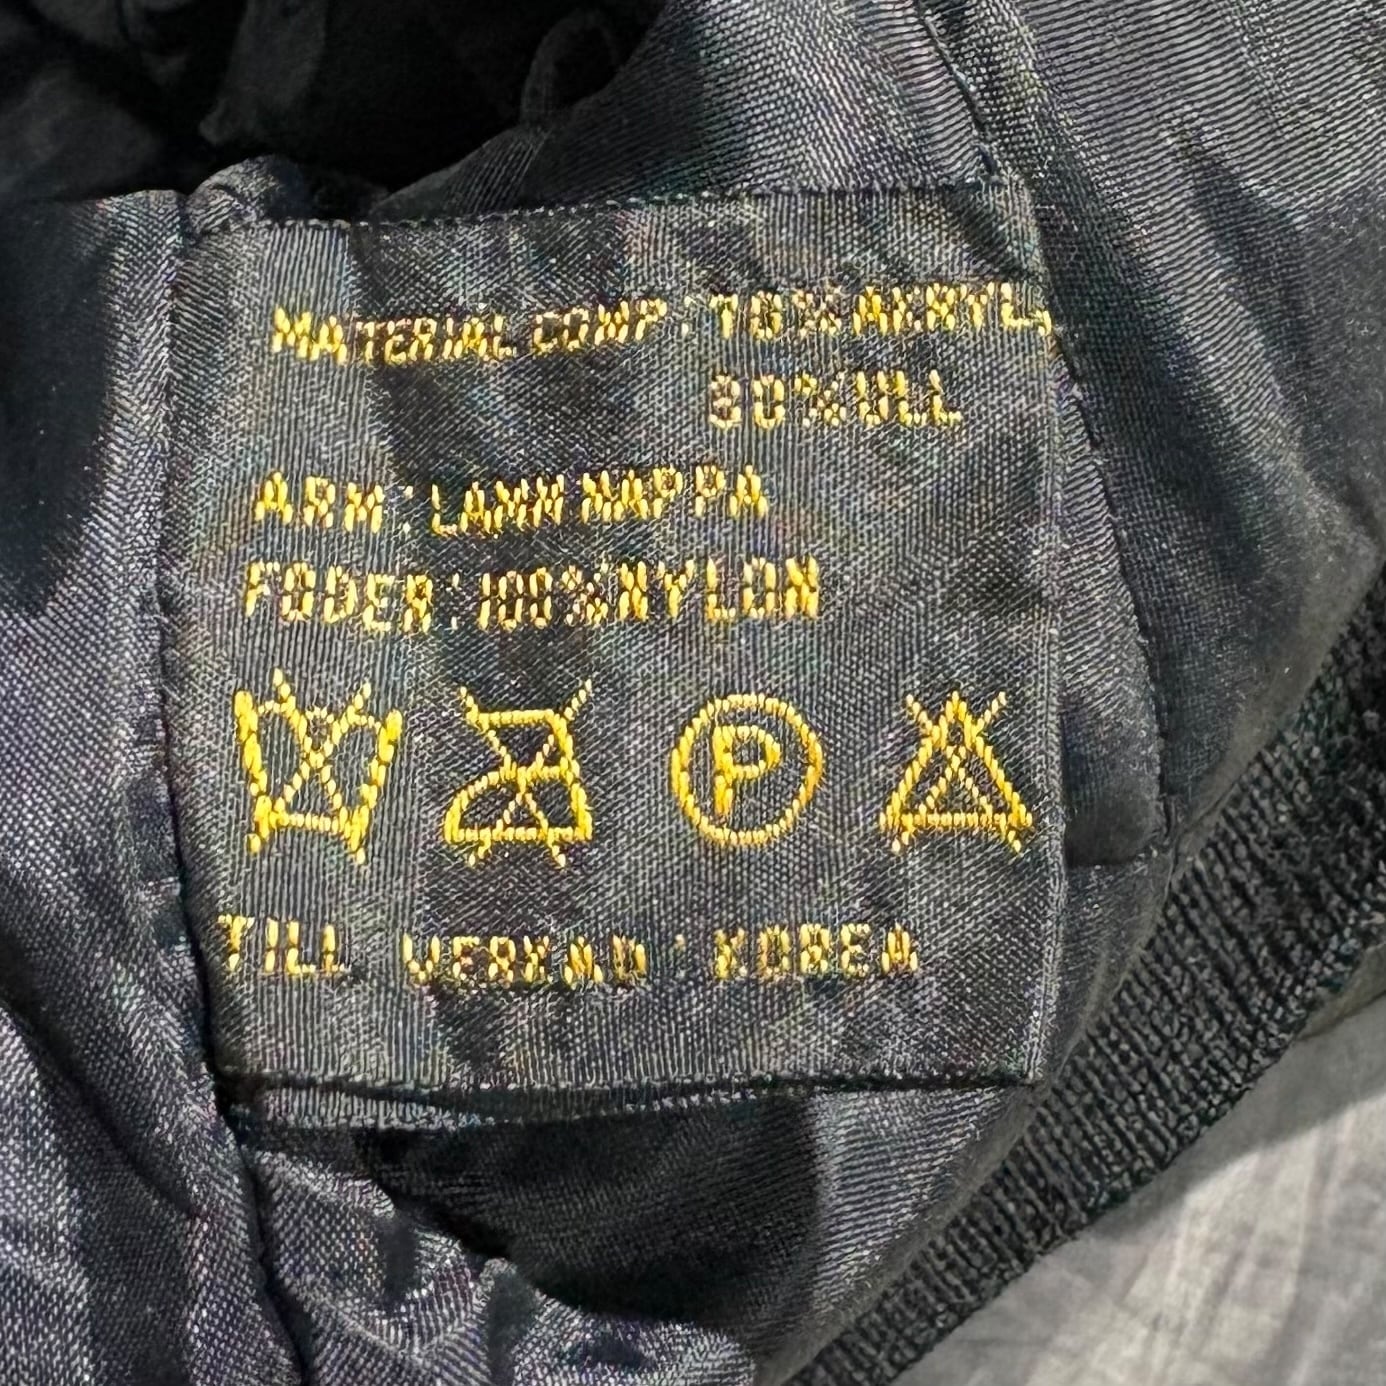 MATERIAL COMP : 70% AKRYL,
30% ULL
ARM : LAMM NAPPA
FODER : 100% NYLON
P
TILL VERKAD : KOREA